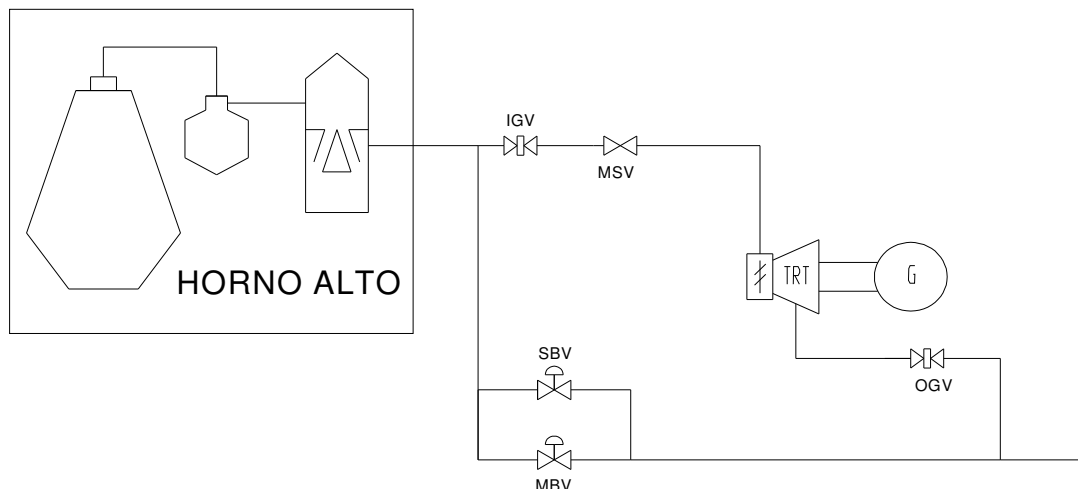 IGV
MSV
HORNO ALTO
TRT
G
SBV
OGV
MBV